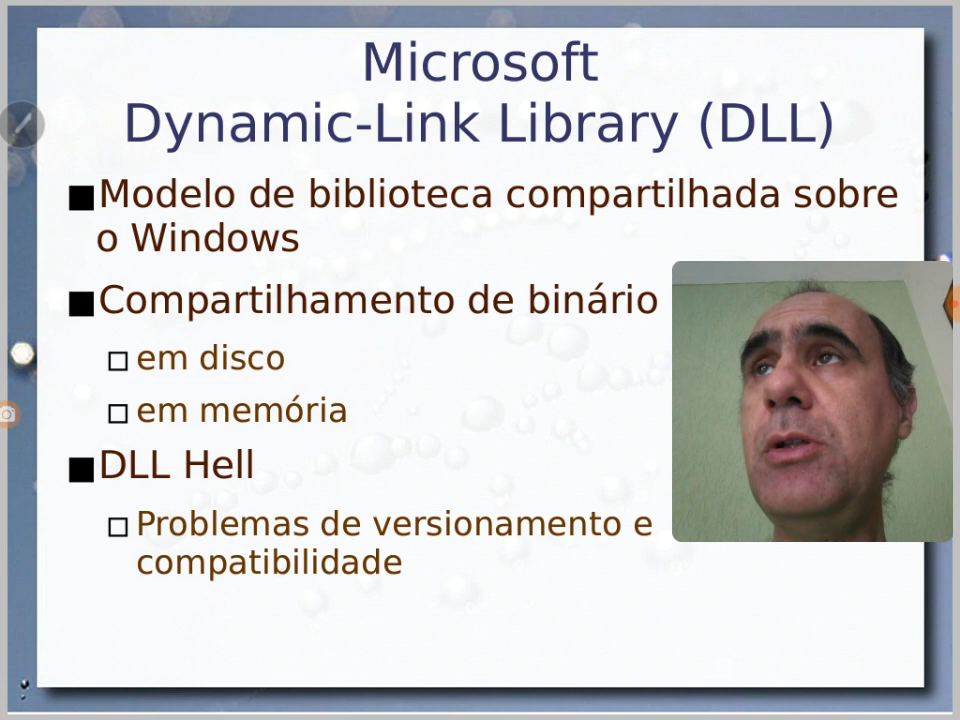 Microsoft
Dynamic-Link Library (DLL)
Modelo de biblioteca compartilhada sobre
o Windows
Compartilhamento de binário
em disco
em memória
DLL Hell
Problemas de versionamento e
compatibilidade